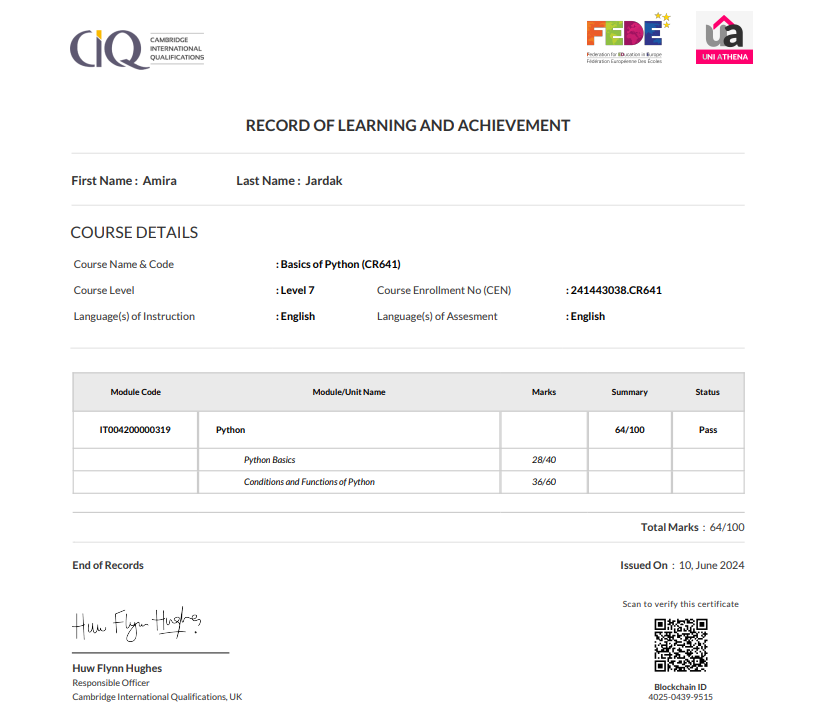 CIQ CAMBRIDGE
INTERNATIONAL
QUALIFICATIONS
FEDE
Federation for EDucation in Europe
Fédération Européenne Des Écoles
ua
UNI ATHENA
RECORD OF LEARNING AND ACHIEVEMENT
First Name : Amira Last Name : Jardak
COURSE DETAILS
Course Name & Code : Basics of Python (CR641)
Course Level : Level 7 Course Enrollment No (CEN) : 241443038.CR641
Language(s) of Instruction : English Language(s) of Assesment : English
Module Code Module/Unit Name Marks Summary Status
IT004200000319 Python 64/100 Pass
Python Basics 28/40
Conditions and Functions of Python 36/60
Total Marks : 64/100
End of Records Issued On : 10, June 2024
Scan to verify this certificate
Huw Flynn Hughes
Huw Flynn Hughes
Responsible Officer
Cambridge International Qualifications, UK
Blockchain ID
4025-0439-9515